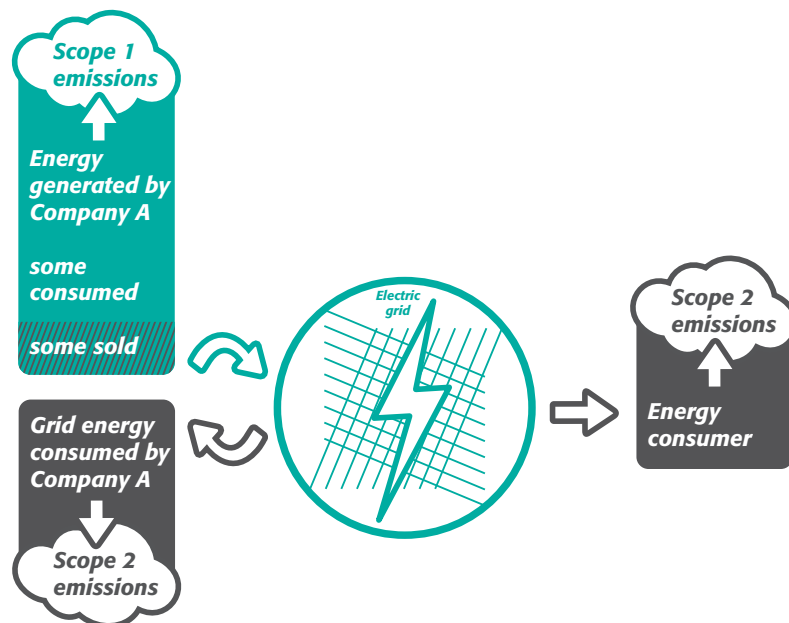 Scope 1
emissions
Energy
generated by
Company A
some
consumed
some sold
Grid energy
consumed by
Company A
Scope 2
emissions
Electric
grid
Scope 2
emissions
Energy
consumer